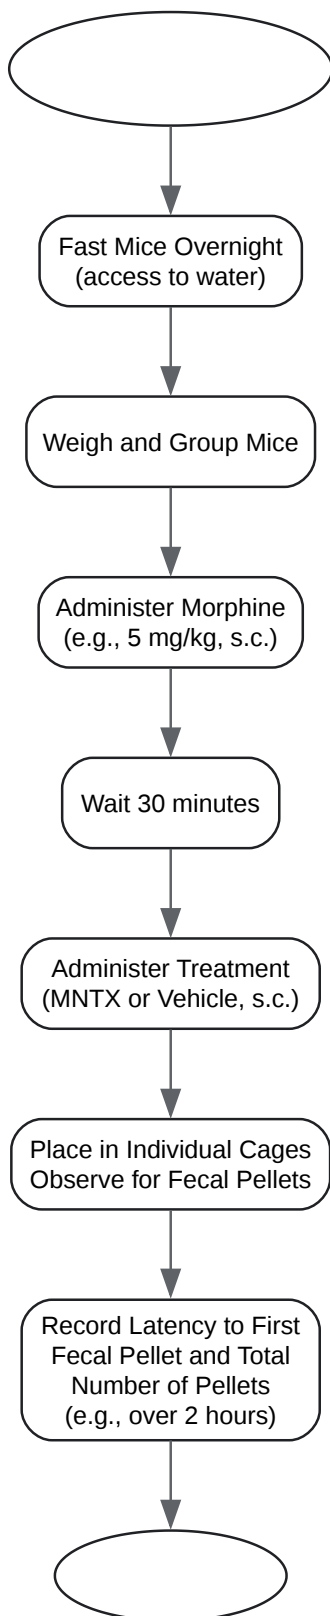 Fast Mice Overnight
(access to water)
Weigh and Group Mice
Administer Morphine
(e.g., 5 mg/kg, s.c.)
Wait 30 minutes
Administer Treatment
(MNTX or Vehicle, s.c.)
Place in Individual Cages
Observe for Fecal Pellets
Record Latency to First
Fecal Pellet and Total
Number of Pellets
(e.g., over 2 hours)